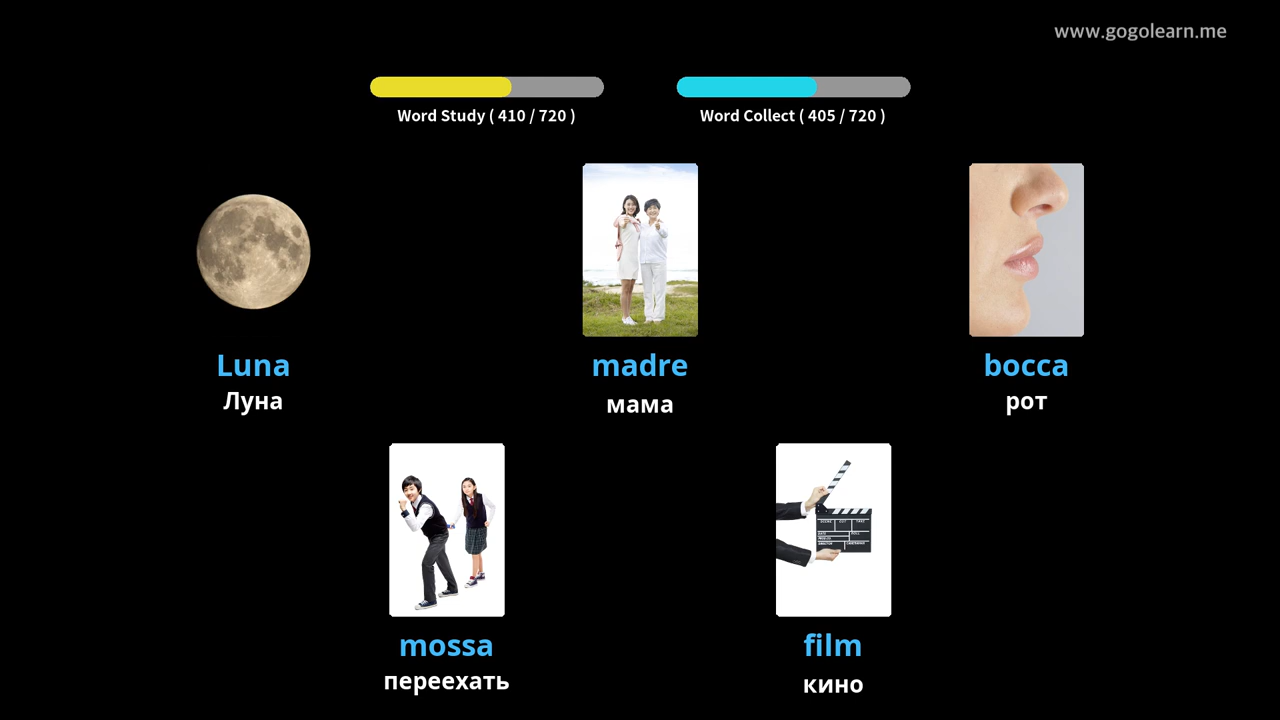 www.gogolearn.me
Word Study ( 410 / 720 )
Word Collect ( 405 / 720 )
Luna
Луна
madre
мама
bocca
рот
mossa
переехать
film
кино